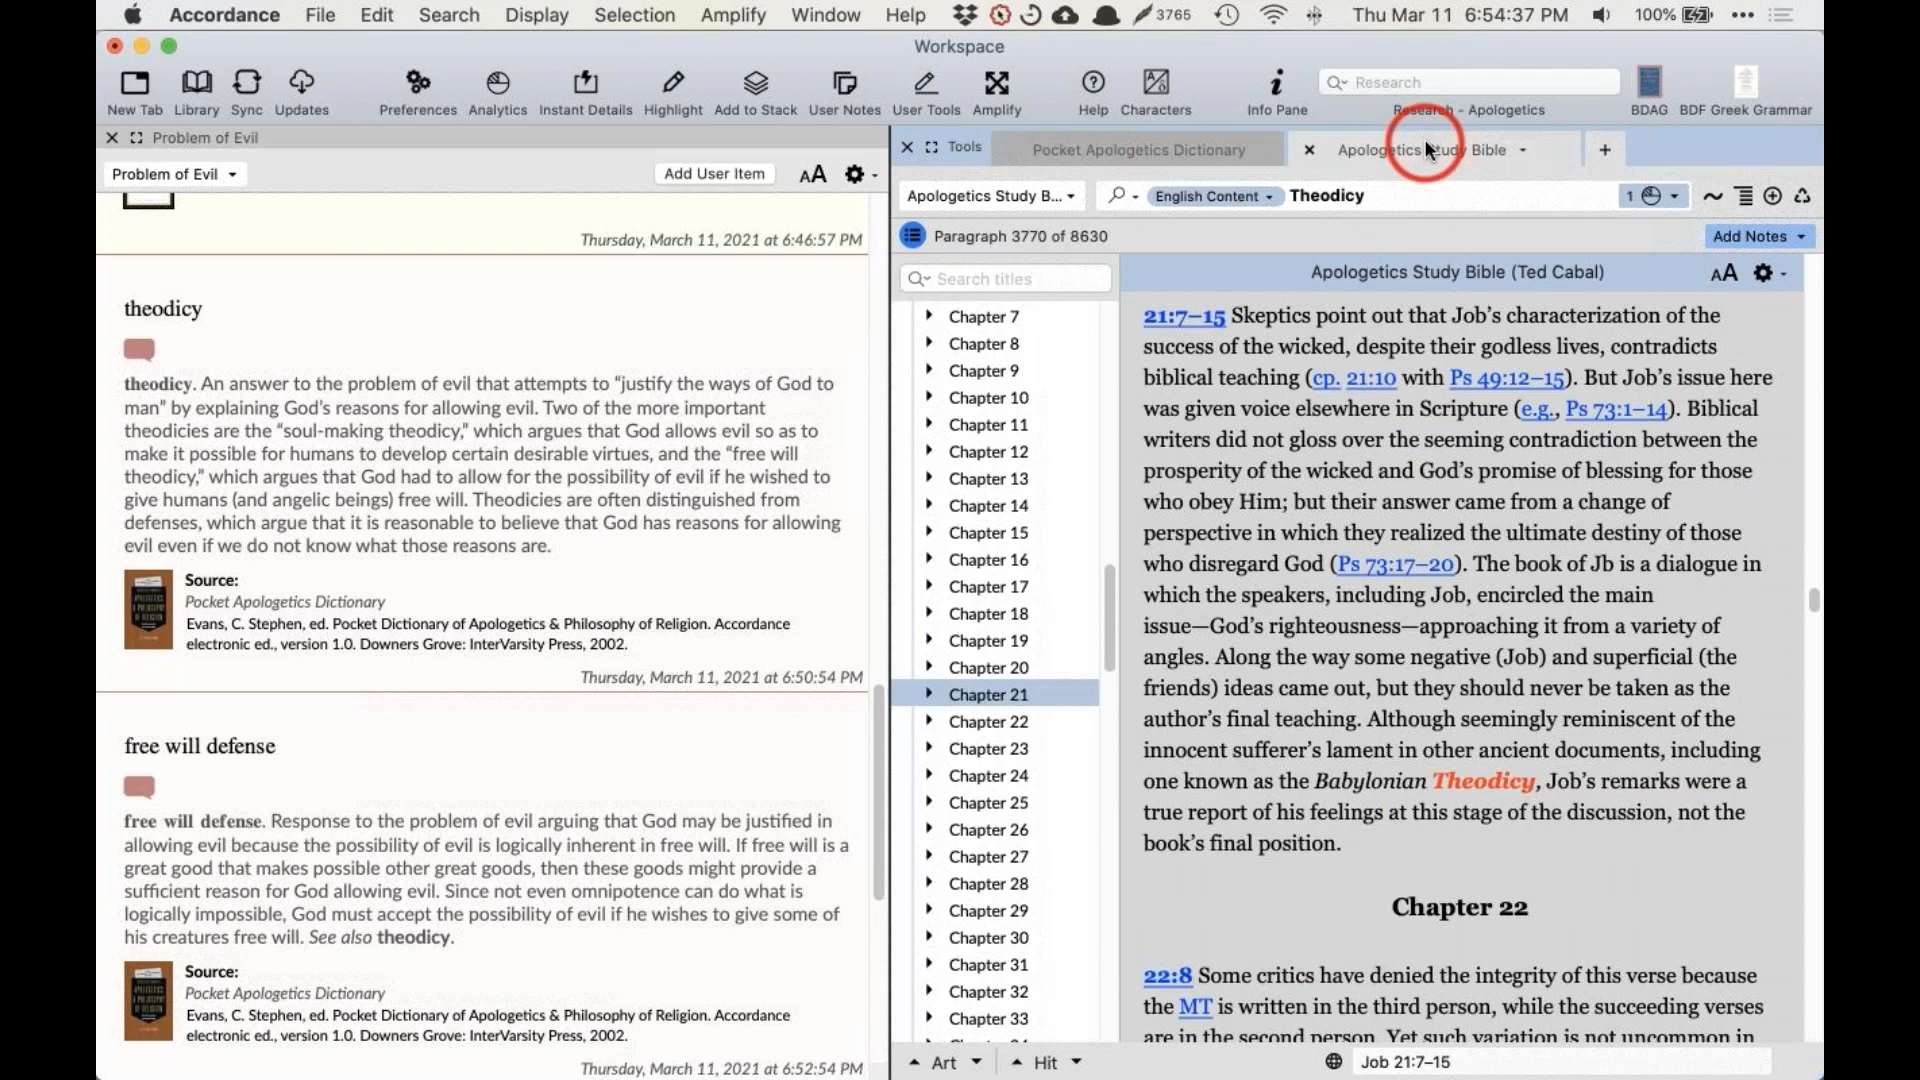 Accordance File Edit Search Display Selection Amplify Window Help 3765 Thu Mar 11 6:54:37 PM 100%
Workspace
Research
New Tab Library Sync Updates Preferences Analytics Instant Details Highlight Add to Stack User Notes User Tools Amplify Help Characters Info Pane Research - Apologetics BDAG BDF Greek Grammar
Problem of Evil
Problem of Evil
Add User Item AA
Thursday, March 11, 2021 at 6:46:57 PM
theodicy
theodicy. An answer to the problem of evil that attempts to “justify the ways of God to
man” by explaining God’s reasons for allowing evil. Two of the more important
theodicies are the “soul-making theodicy,” which argues that God allows evil so as to
make it possible for humans to develop certain desirable virtues, and the “free will
theodicy,” which argues that God had to allow for the possibility of evil if he wished to
give humans (and angelic beings) free will. Theodicies are often distinguished from
defenses, which argue that it is reasonable to believe that God has reasons for allowing
evil even if we do not know what those reasons are.
Source:
Pocket Apologetics Dictionary
Evans, C. Stephen, ed. Pocket Dictionary of Apologetics & Philosophy of Religion. Accordance
electronic ed., version 1.0. Downers Grove: InterVarsity Press, 2002.
Thursday, March 11, 2021 at 6:50:54 PM
free will defense
free will defense. Response to the problem of evil arguing that God may be justified in
allowing evil because the possibility of evil is logically inherent in free will. If free will is a
great good that makes possible other great goods, then these goods might provide a
sufficient reason for God allowing evil. Since not even omnipotence can do what is
logically impossible, God must accept the possibility of evil if he wishes to give some of
his creatures free will. See also theodicy.
Source:
Pocket Apologetics Dictionary
Evans, C. Stephen, ed. Pocket Dictionary of Apologetics & Philosophy of Religion. Accordance
electronic ed., version 1.0. Downers Grove: InterVarsity Press, 2002.
Thursday, March 11, 2021 at 6:52:54 PM
Tools Pocket Apologetics Dictionary Apologetics Study Bible
Apologetics Study B... English Content Theodicy 1
Paragraph 3770 of 8630 Add Notes
Search titles
Chapter 7
Chapter 8
Chapter 9
Chapter 10
Chapter 11
Chapter 12
Chapter 13
Chapter 14
Chapter 15
Chapter 16
Chapter 17
Chapter 18
Chapter 19
Chapter 20
Chapter 21
Chapter 22
Chapter 23
Chapter 24
Chapter 25
Chapter 26
Chapter 27
Chapter 28
Chapter 29
Chapter 30
Chapter 31
Chapter 32
Chapter 33
Apologetics Study Bible (Ted Cabal) AA
21:7–15 Skeptics point out that Job’s characterization of the
success of the wicked, despite their godless lives, contradicts
biblical teaching (cp. 21:10 with Ps 49:12–15). But Job’s issue here
was given voice elsewhere in Scripture (e.g., Ps 73:1–14). Biblical
writers did not gloss over the seeming contradiction between the
prosperity of the wicked and God’s promise of blessing for those
who obey Him; but their answer came from a change of
perspective in which they realized the ultimate destiny of those
who disregard God (Ps 73:17–20). The book of Jb is a dialogue in
which the speakers, including Job, encircled the main
issue—God’s righteousness—approaching it from a variety of
angles. Along the way some negative (Job) and superficial (the
friends) ideas came out, but they should never be taken as the
author’s final teaching. Although seemingly reminiscent of the
innocent sufferer’s lament in other ancient documents, including
one known as the Babylonian Theodicy, Job’s remarks were a
true report of his feelings at this stage of the discussion, not the
book’s final position.
Chapter 22
22:8 Some critics have denied the integrity of this verse because
the MT is written in the third person, while the succeeding verses
are in the second person. Yet such variation is not uncommon in
Art Hit Job 21:7–15